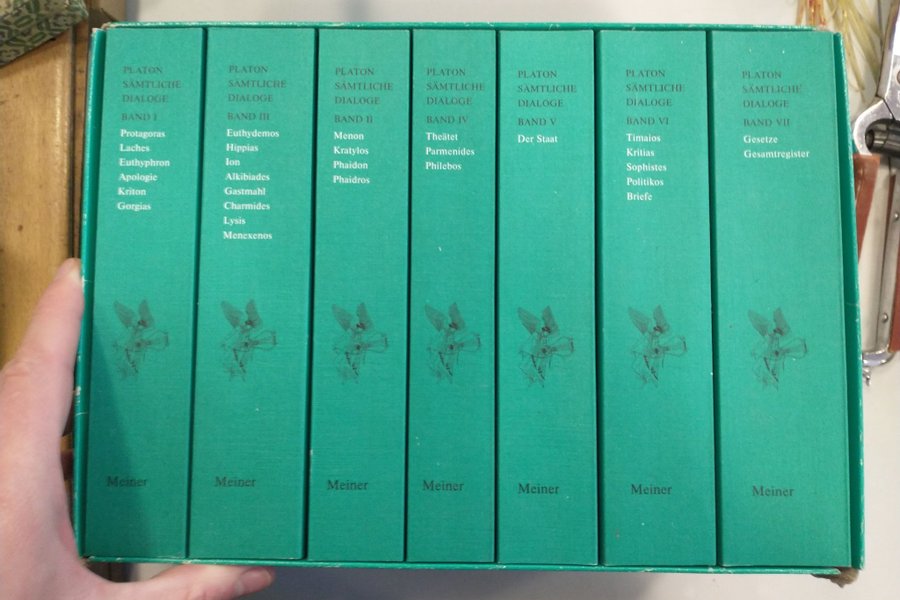 PLATON
SÄMTLICHE
DIALOGE
BAND I
Protagoras
Laches
Euthyphron
Apologie
Kriton
Gorgias
Meiner
PLATON
SÄMTLICHE
DIALOGE
BAND III
Euthydemos
Hippias
Ion
Alkibiades
Gastmahl
Charmides
Lysis
Menexenos
Meiner
PLATON
SÄMTLICHE
DIALOGE
BAND II
Menon
Kratylos
Phaidon
Phaidros
Meiner
PLATON
SÄMTLICHE
DIALOGE
BAND IV
Theätet
Parmenides
Philebos
Meiner
PLATON
SÄMTLICHE
DIALOGE
BAND V
Der Staat
Meiner
PLATON
SÄMTLICHE
DIALOGE
BAND VI
Timaios
Kritias
Sophistes
Politikos
Briefe
Meiner
PLATON
SÄMTLICHE
DIALOGE
BAND VII
Gesetze
Gesamtregister
Meiner